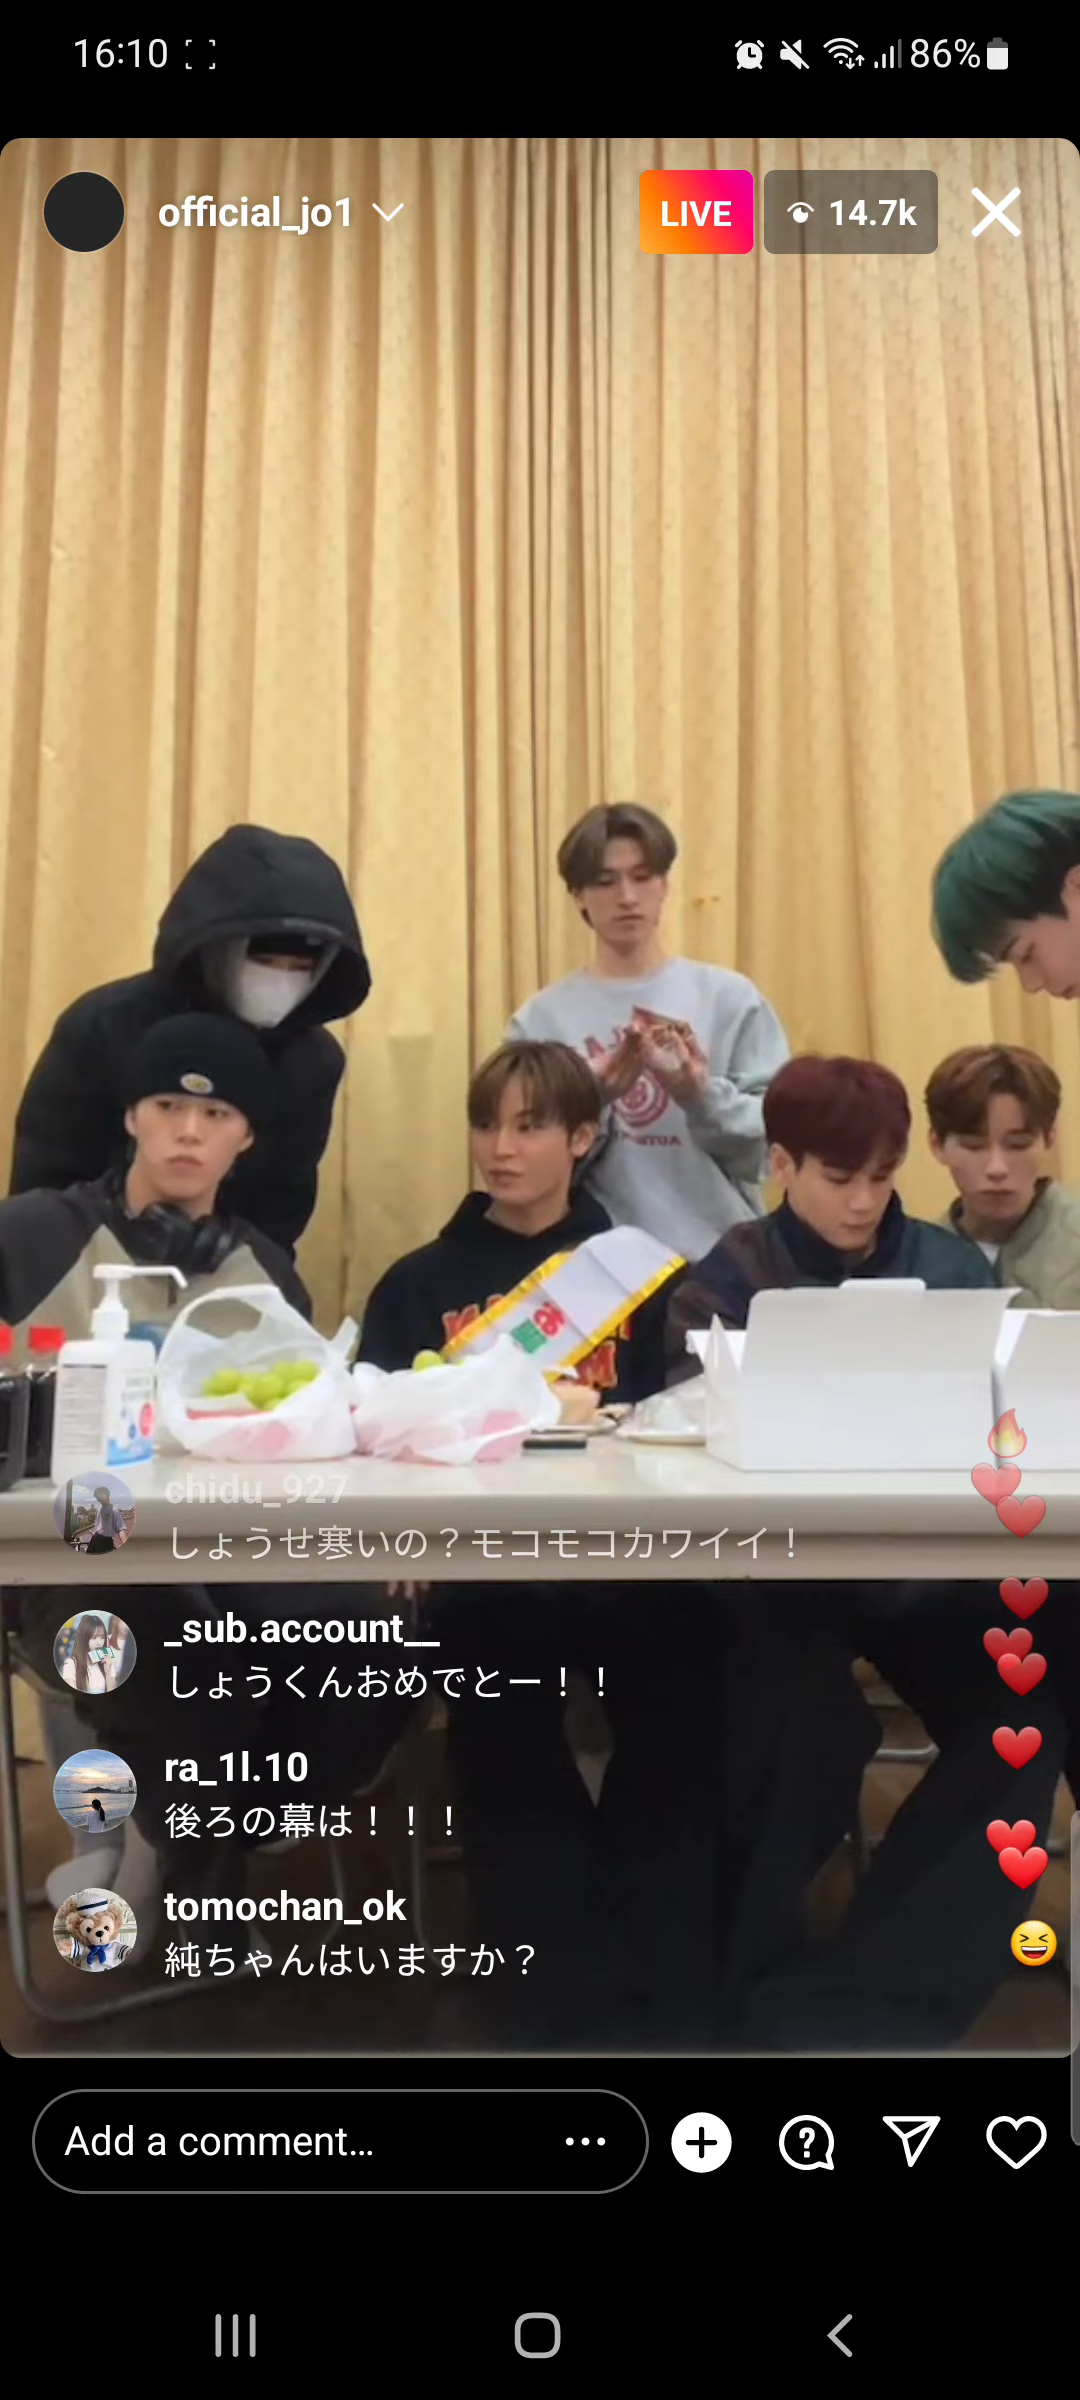 16:10
86%
official_jo1
LIVE
14.7k
chidu_927
しょうせ寒いの？モコモコカワイイ！
_sub.account__
しょうくんおめでとー！！
ra_1l.10
後ろの幕は！！！
tomochan_ok
純ちゃんはいますか？
Add a comment...